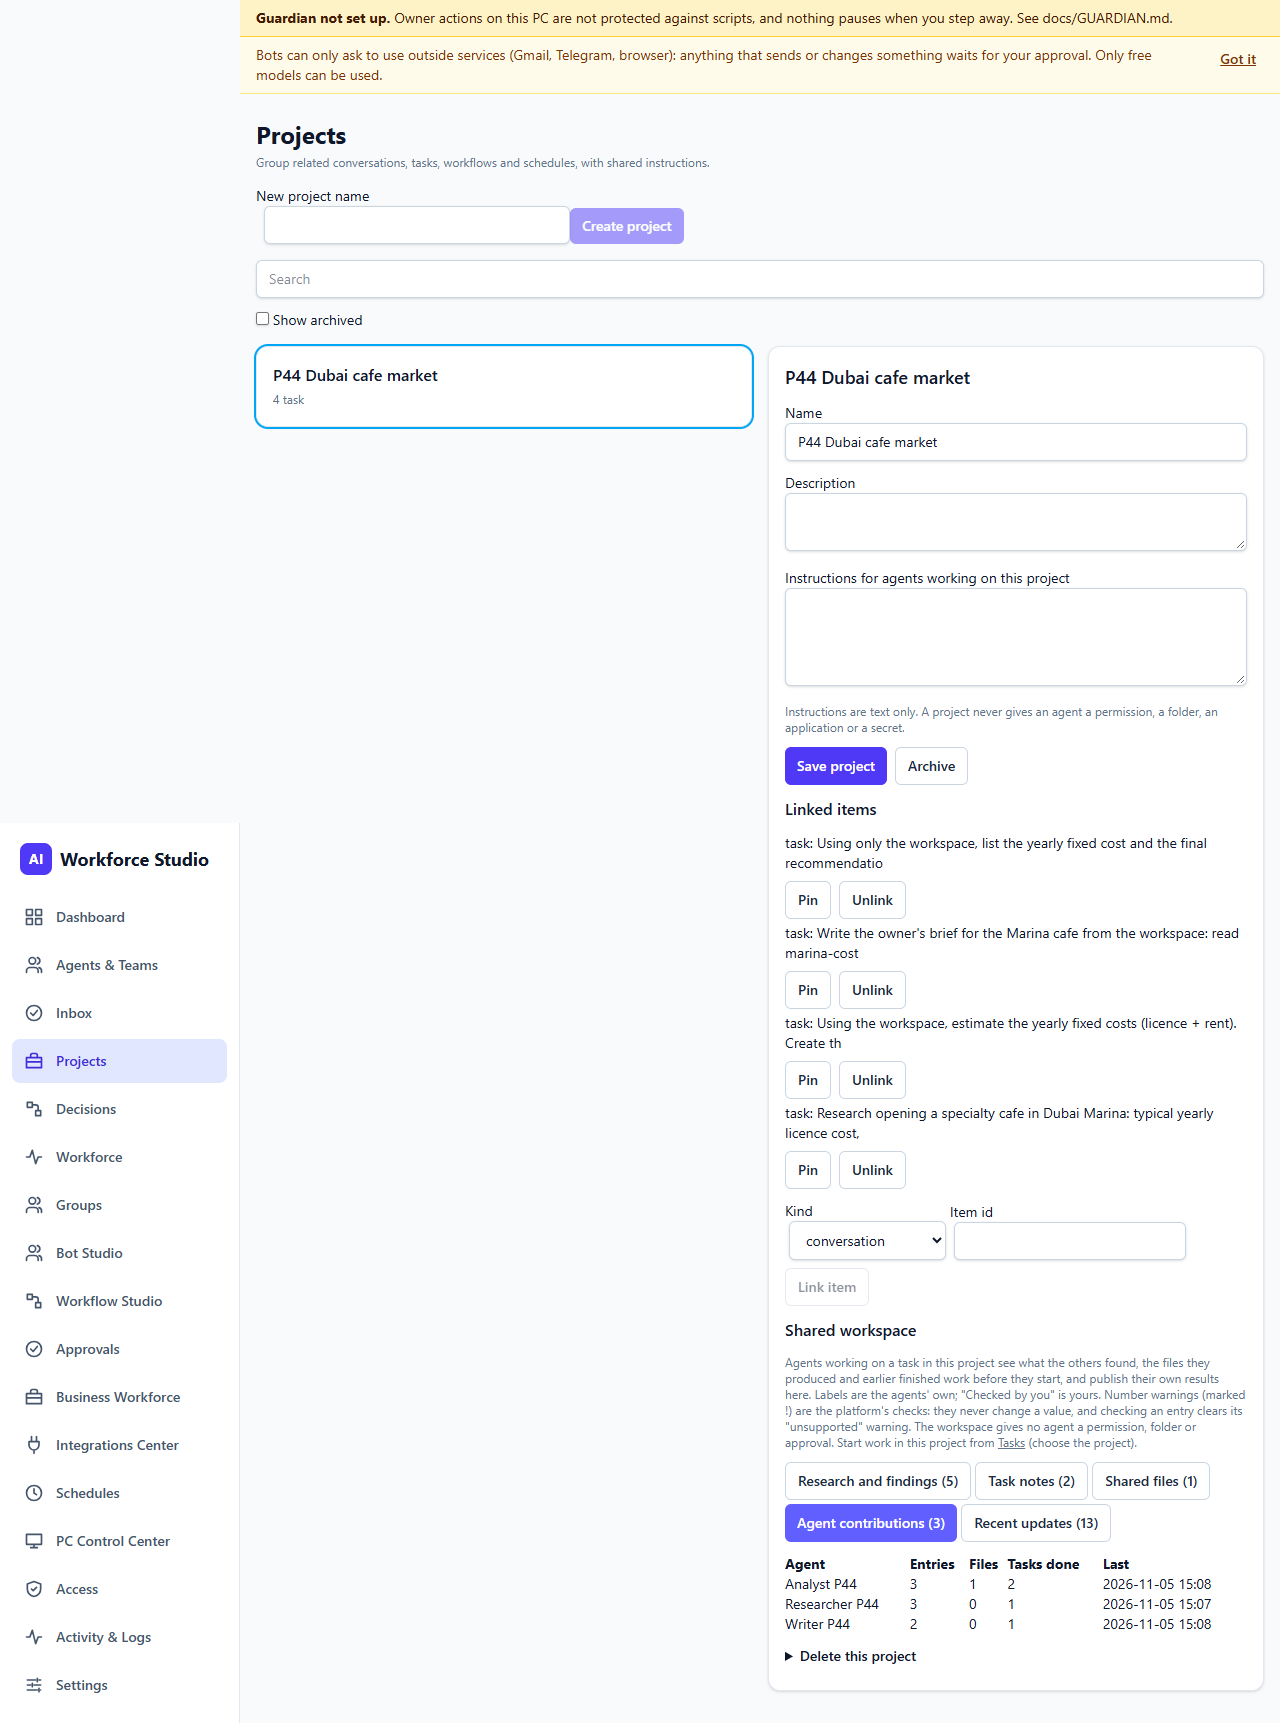 Guardian not set up. Owner actions on this PC are not protected against scripts, and nothing pauses when you step away. See docs/GUARDIAN.md.
Bots can only ask to use outside services (Gmail, Telegram, browser): anything that sends or changes something waits for your approval. Only free
models can be used.
Got it
Projects
Group related conversations, tasks, workflows and schedules, with shared instructions.
New project name
Create project
Search
Show archived
P44 Dubai cafe market
4 task
P44 Dubai cafe market
Name
P44 Dubai cafe market
Description
Instructions for agents working on this project
Instructions are text only. A project never gives an agent a permission, a folder, an
application or a secret.
Save project
Archive
Linked items
task: Using only the workspace, list the yearly fixed cost and the final
recommendatio
Pin
Unlink
task: Write the owner's brief for the Marina cafe from the workspace: read
marina-cost
Pin
Unlink
task: Using the workspace, estimate the yearly fixed costs (licence + rent).
Create th
Pin
Unlink
task: Research opening a specialty cafe in Dubai Marina: typical yearly
licence cost,
Pin
Unlink
Kind
Item id
conversation
Link item
Shared workspace
Agents working on a task in this project see what the others found, the files they
produced and earlier finished work before they start, and publish their own results
here. Labels are the agents' own; "Checked by you" is yours. Number warnings (marked
!) are the platform's checks: they never change a value, and checking an entry clears its
"unsupported" warning. The workspace gives no agent a permission, folder or
approval. Start work in this project from Tasks (choose the project).
Research and findings (5)
Task notes (2)
Shared files (1)
Agent contributions (3)
Recent updates (13)
Agent Entries Files Tasks done Last
Analyst P44 3 1 2 2026-11-05 15:08
Researcher P44 3 0 1 2026-11-05 15:07
Writer P44 2 0 1 2026-11-05 15:08
Delete this project
AI Workforce Studio
Dashboard
Agents & Teams
Inbox
Projects
Decisions
Workforce
Groups
Bot Studio
Workflow Studio
Approvals
Business Workforce
Integrations Center
Schedules
PC Control Center
Access
Activity & Logs
Settings